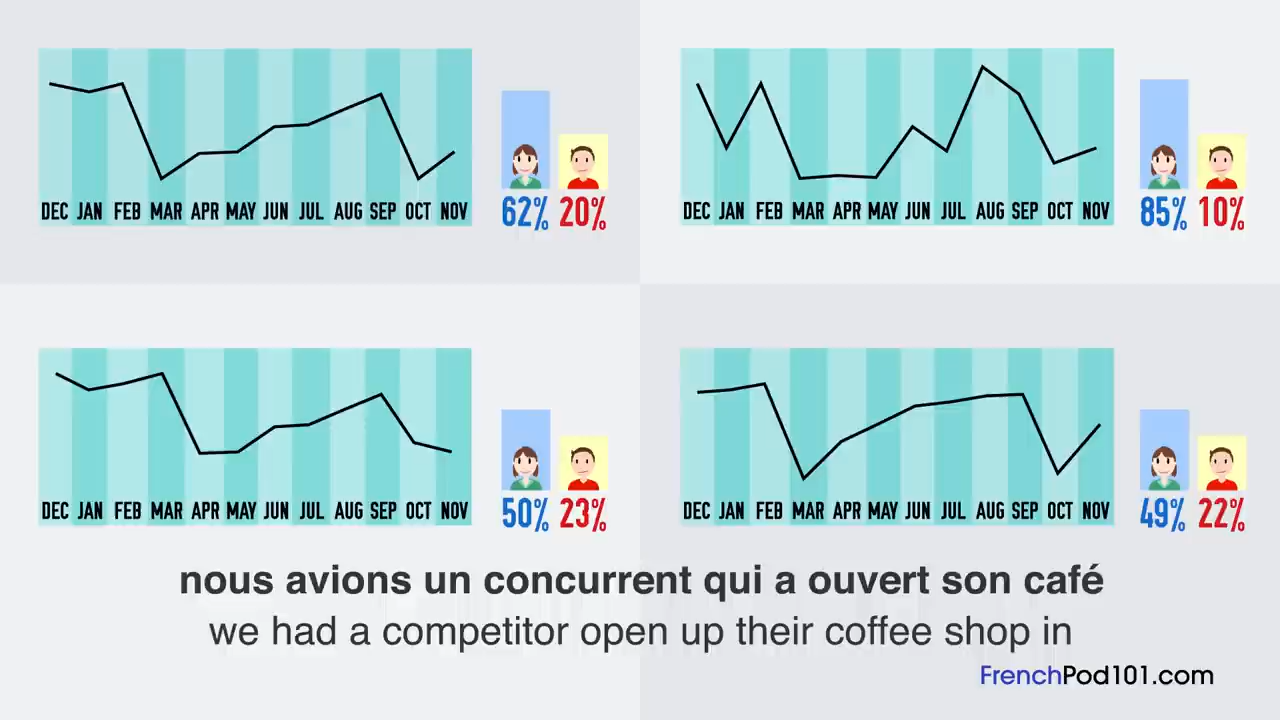 DEC JAN FEB MAR APR MAY JUN JUL AUG SEP OCT NOV
62% 20%
DEC JAN FEB MAR APR MAY JUN JUL AUG SEP OCT NOV
85% 10%
DEC JAN FEB MAR APR MAY JUN JUL AUG SEP OCT NOV
50% 23%
DEC JAN FEB MAR APR MAY JUN JUL AUG SEP OCT NOV
49% 22%
nous avions un concurrent qui a ouvert son café
we had a competitor open up their coffee shop in
FrenchPod101.com